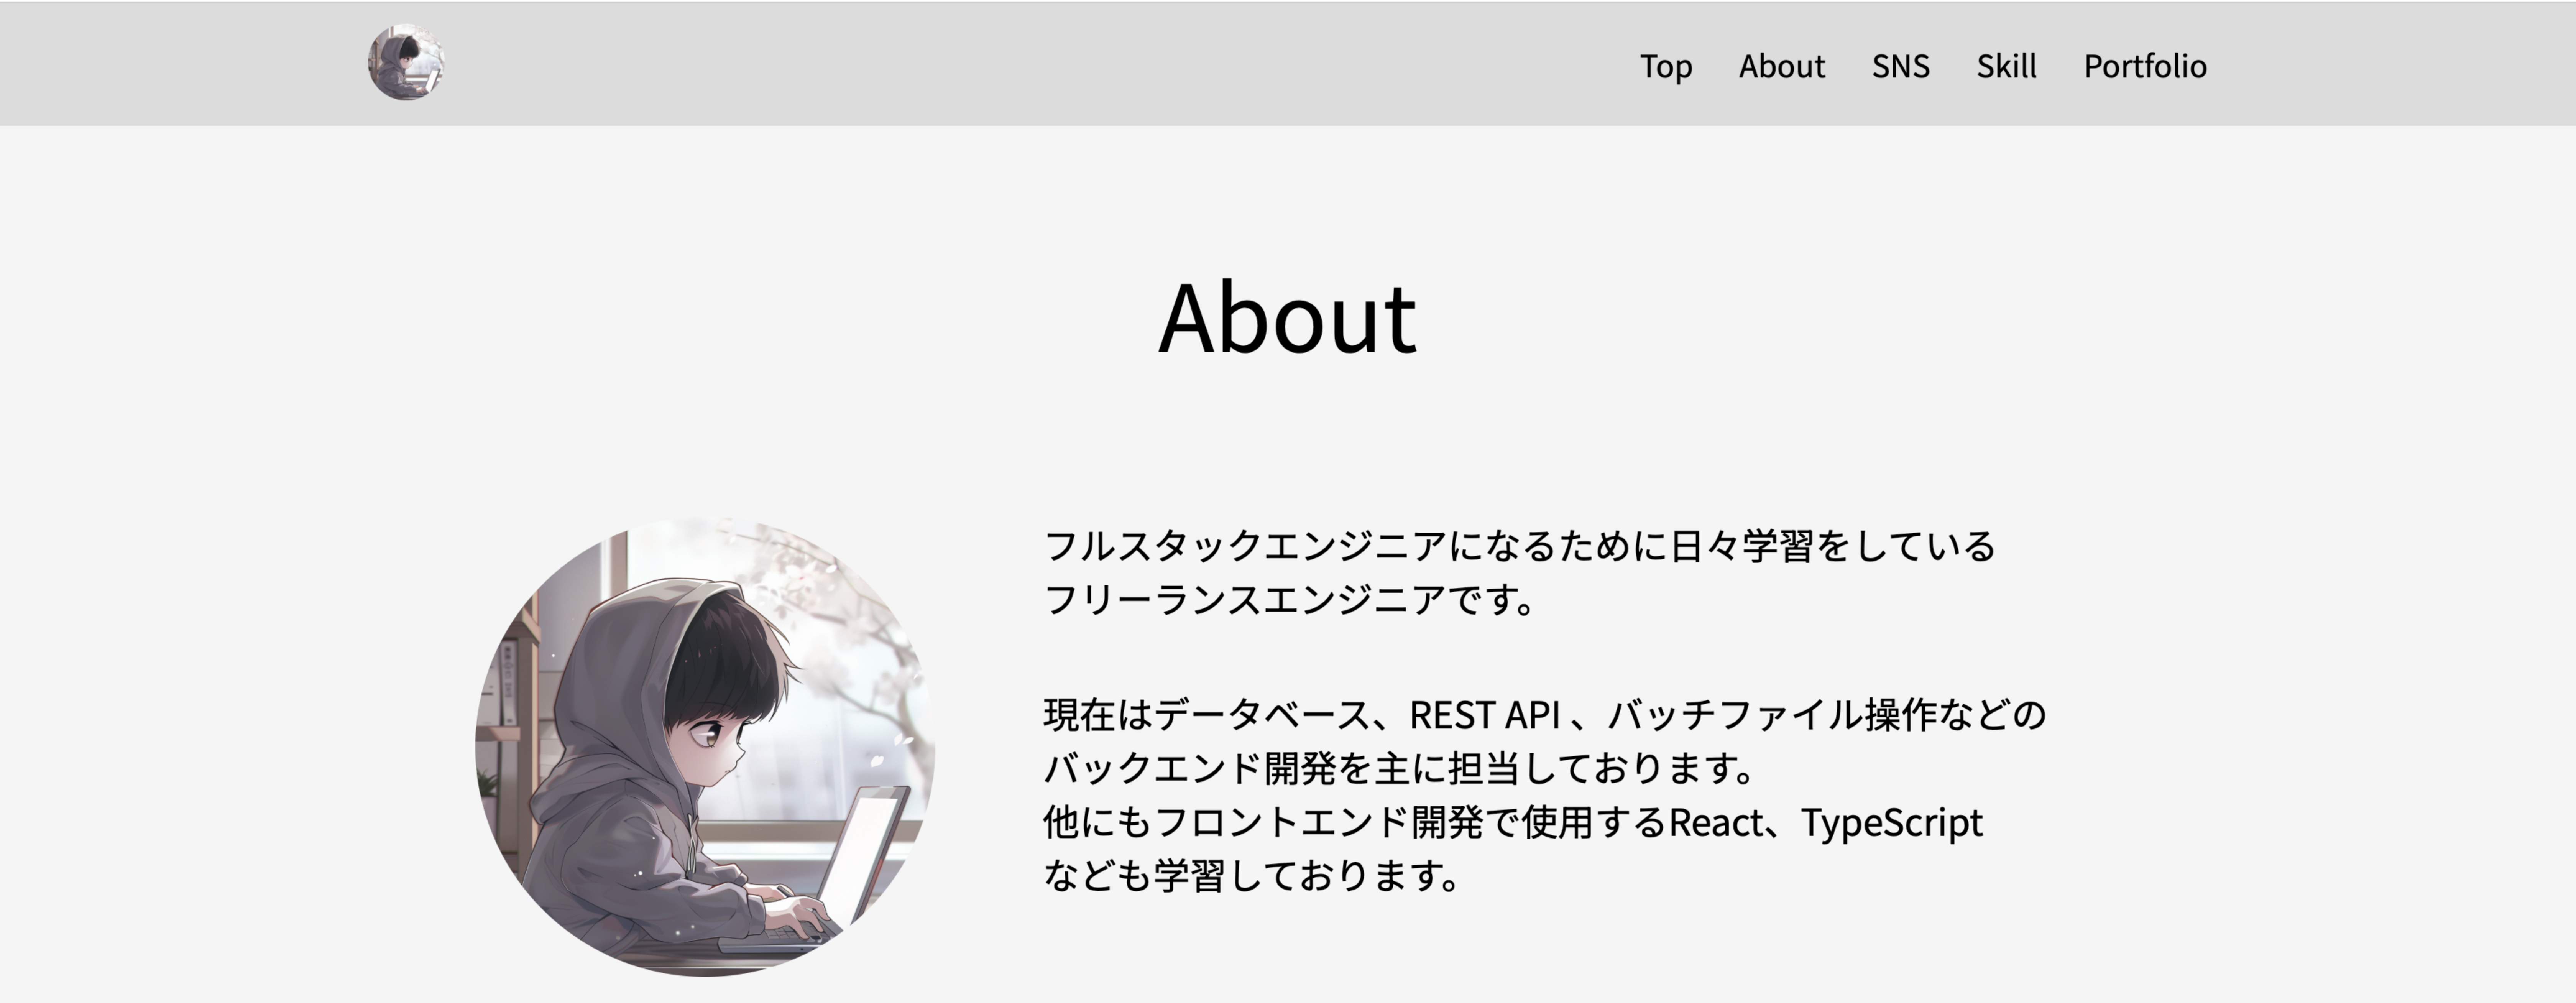 Top About SNS Skill Portfolio
About
フルスタックエンジニアになるために日々学習をしている
フリーランスエンジニアです。
現在はデータベース、REST API 、バッチファイル操作などの
バックエンド開発を主に担当しております。
他にもフロントエンド開発で使用するReact、TypeScript
なども学習しております。